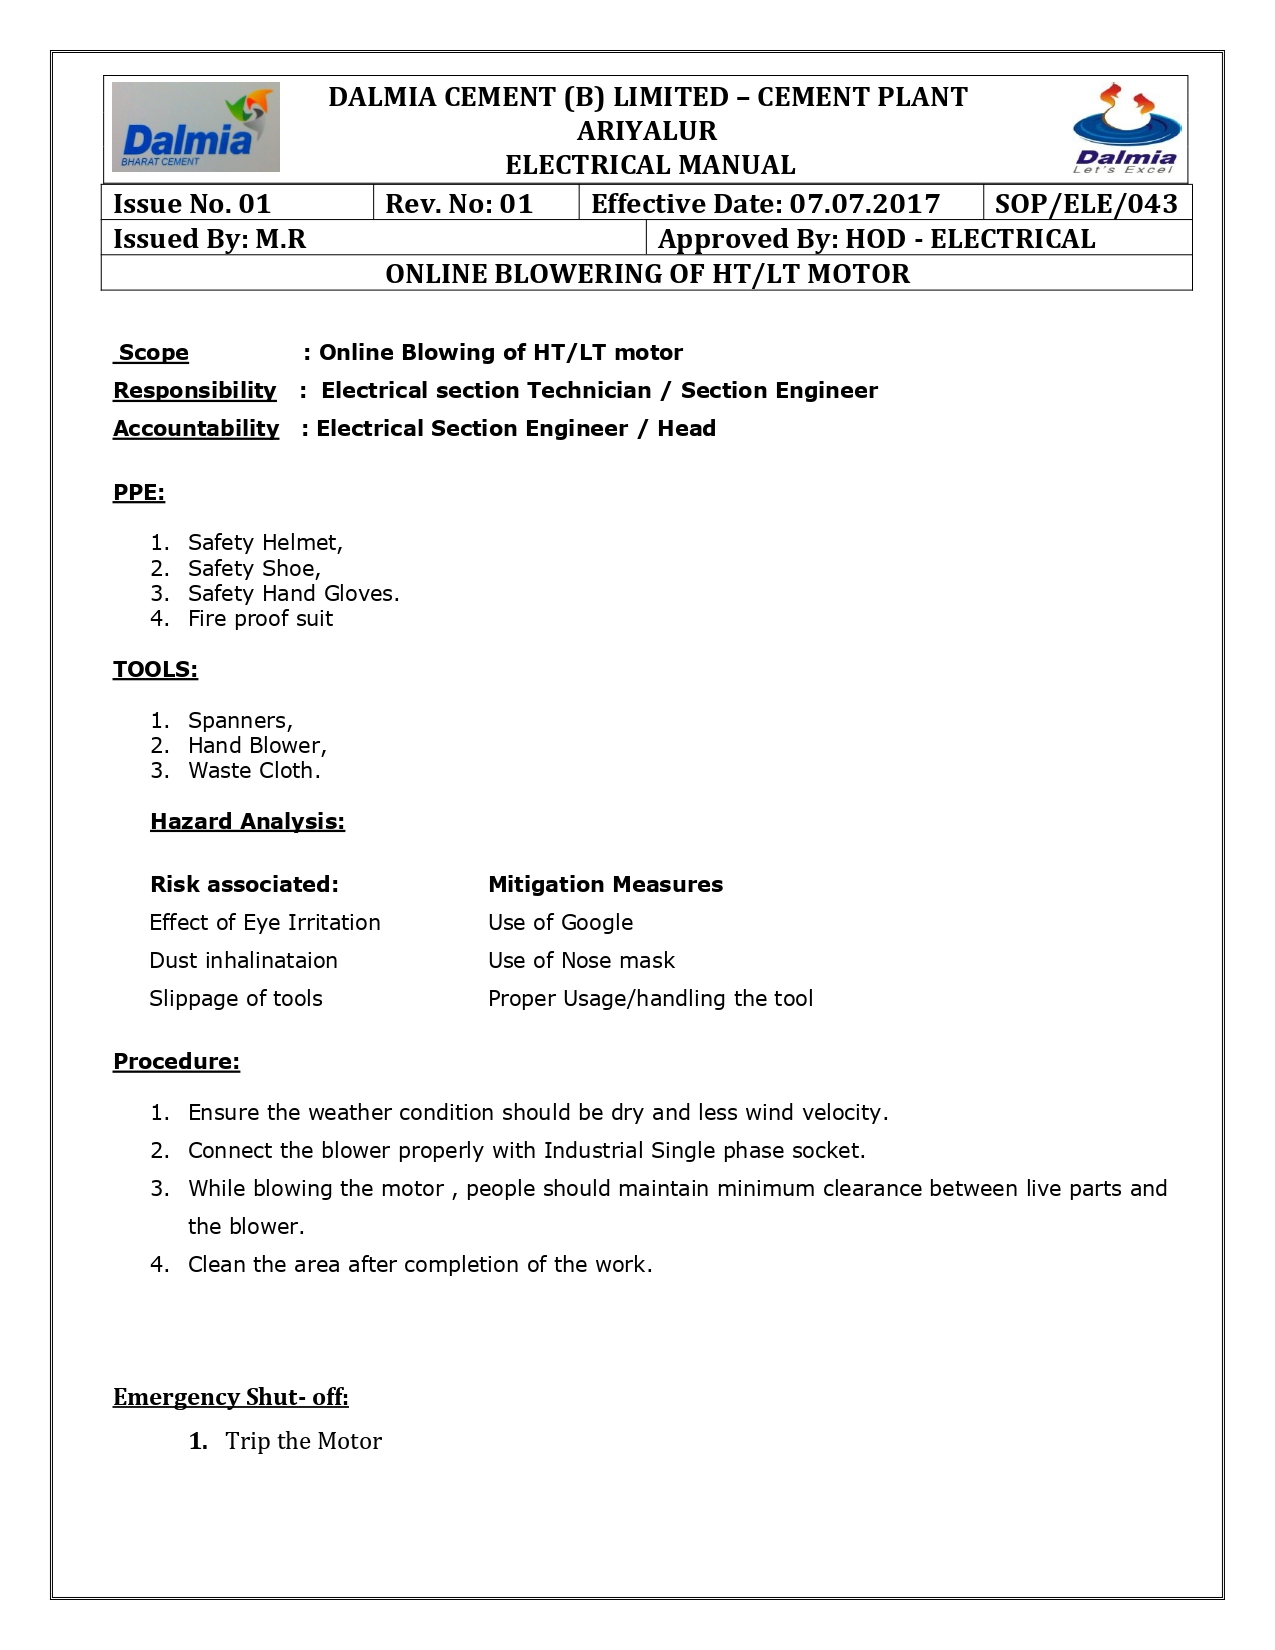 Dalmia
BHARAT CEMENT
DALMIA CEMENT (B) LIMITED – CEMENT PLANT
ARIYALUR
ELECTRICAL MANUAL
Dalmia
Let's Excel
Issue No. 01 Rev. No: 01 Effective Date: 07.07.2017 SOP/ELE/043
Issued By: M.R Approved By: HOD - ELECTRICAL
ONLINE BLOWERING OF HT/LT MOTOR
Scope : Online Blowing of HT/LT motor
Responsibility : Electrical section Technician / Section Engineer
Accountability : Electrical Section Engineer / Head
PPE:
1. Safety Helmet,
2. Safety Shoe,
3. Safety Hand Gloves.
4. Fire proof suit
TOOLS:
1. Spanners,
2. Hand Blower,
3. Waste Cloth.
Hazard Analysis:
Risk associated: Mitigation Measures
Effect of Eye Irritation Use of Google
Dust inhalinataion Use of Nose mask
Slippage of tools Proper Usage/handling the tool
Procedure:
1. Ensure the weather condition should be dry and less wind velocity.
2. Connect the blower properly with Industrial Single phase socket.
3. While blowing the motor , people should maintain minimum clearance between live parts and
the blower.
4. Clean the area after completion of the work.
Emergency Shut- off:
1. Trip the Motor